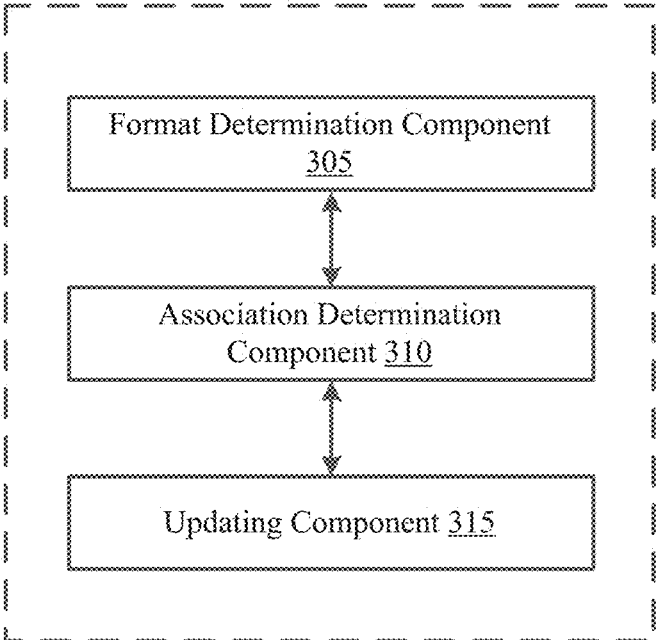 Format Determination Component
305
Association Determination
Component 310
Updating Component 315